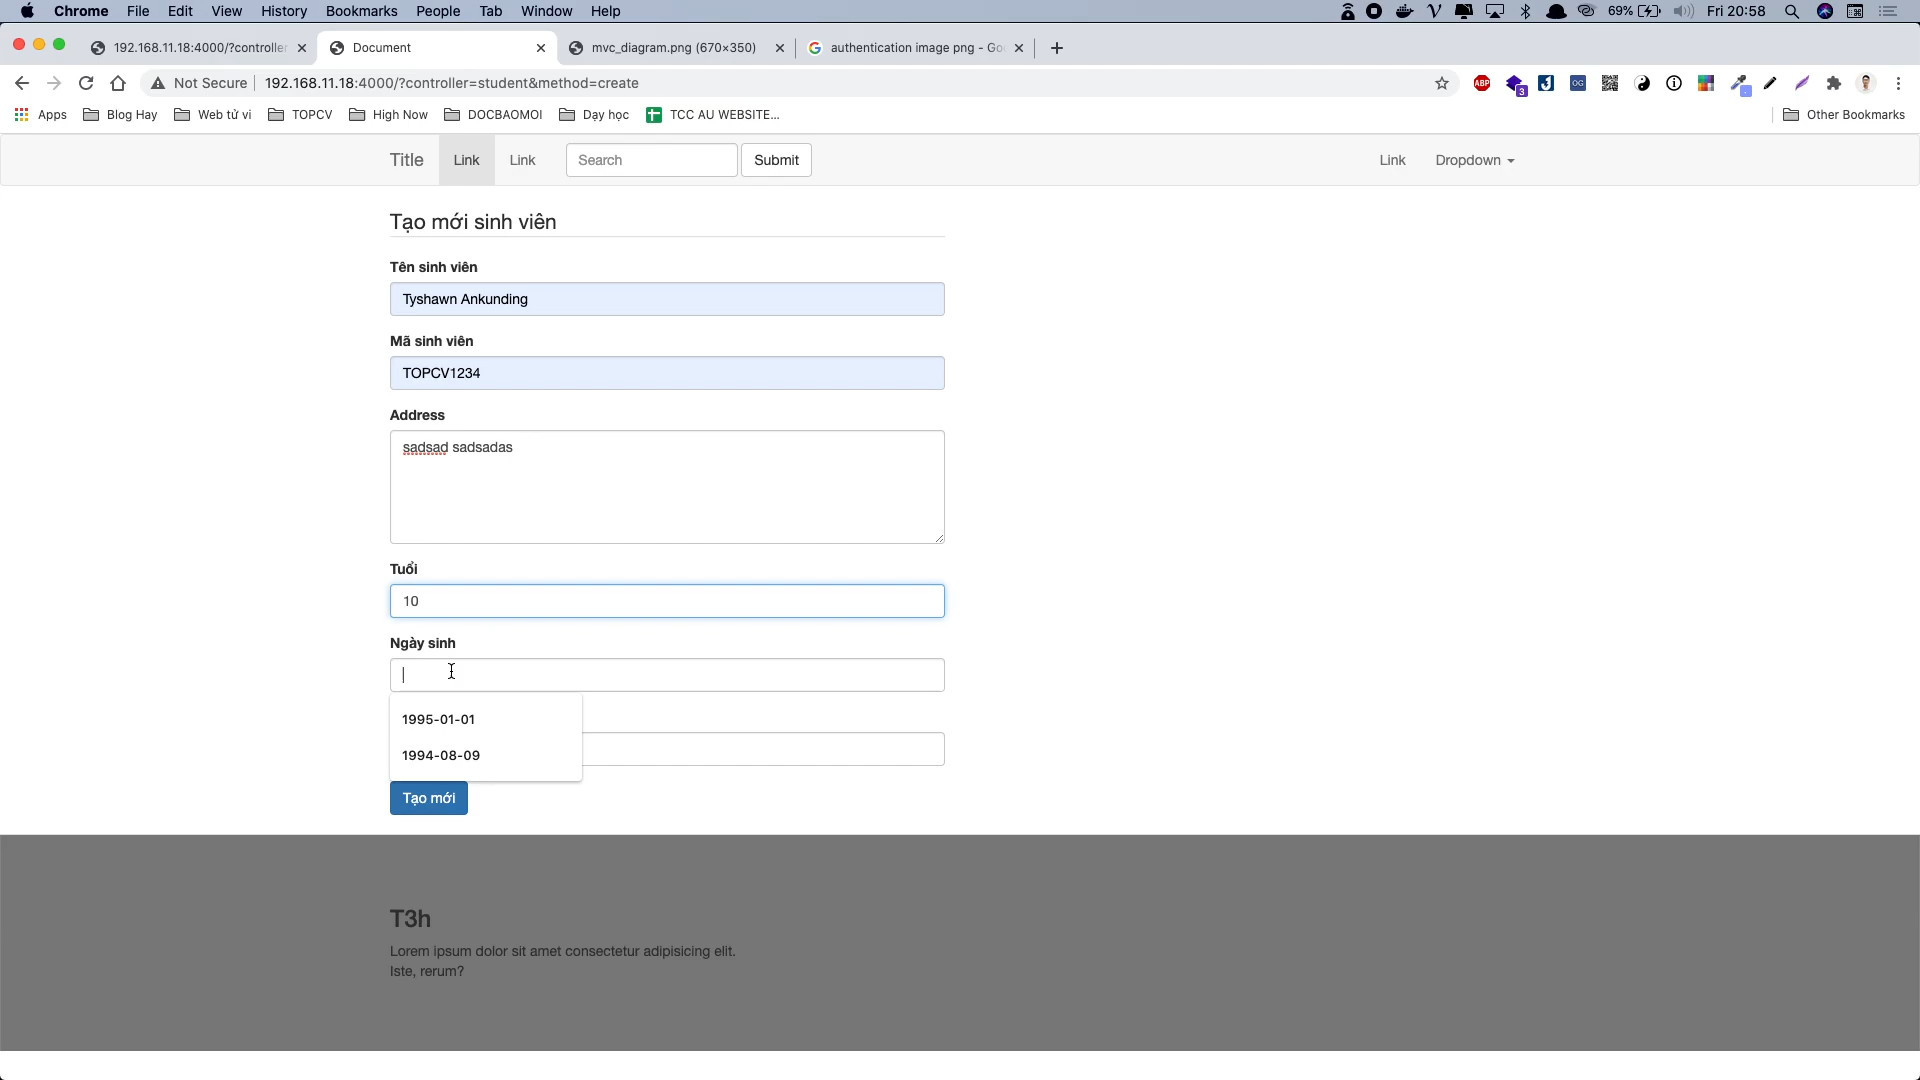 Chrome File Edit View History Bookmarks People Tab Window Help 69% Fri 20:58
192.168.11.18:4000/?controller Document mvc_diagram.png (670×350) authentication image png - Goo
Not Secure 192.168.11.18:4000/?controller=student&method=create ABP 3 OG
Apps Blog Hay Web tử vi TOPCV High Now DOCBAOMOI Dạy học TCC AU WEBSITE... Other Bookmarks
Title Link Link Search Submit Link Dropdown
Tạo mới sinh viên
Tên sinh viên
Tyshawn Ankunding
Mã sinh viên
TOPCV1234
Address
sadsad sadsadas
Tuổi
10
Ngày sinh
1995-01-01
1994-08-09
Tạo mới
T3h
Lorem ipsum dolor sit amet consectetur adipisicing elit.
Iste, rerum?